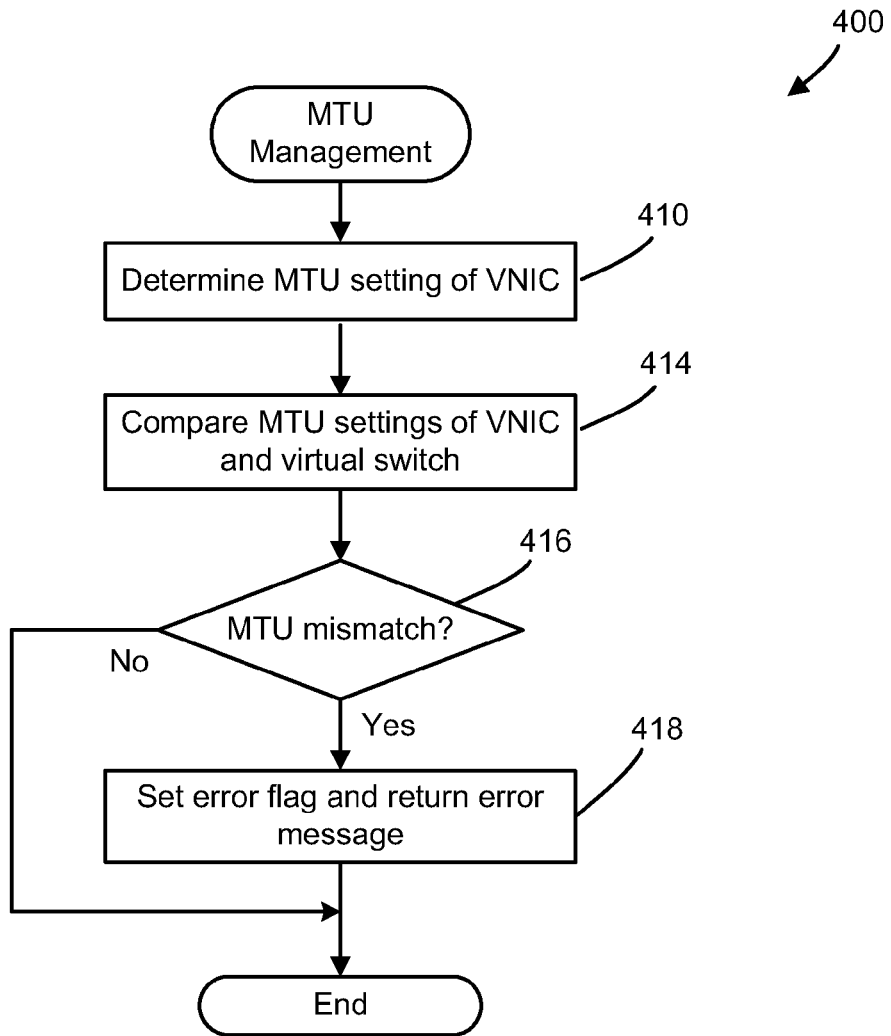 400
MTU
Management
410
Determine MTU setting of VNIC
414
Compare MTU settings of VNIC
and virtual switch
416
MTU mismatch?
No
Yes
418
Set error flag and return error
message
End